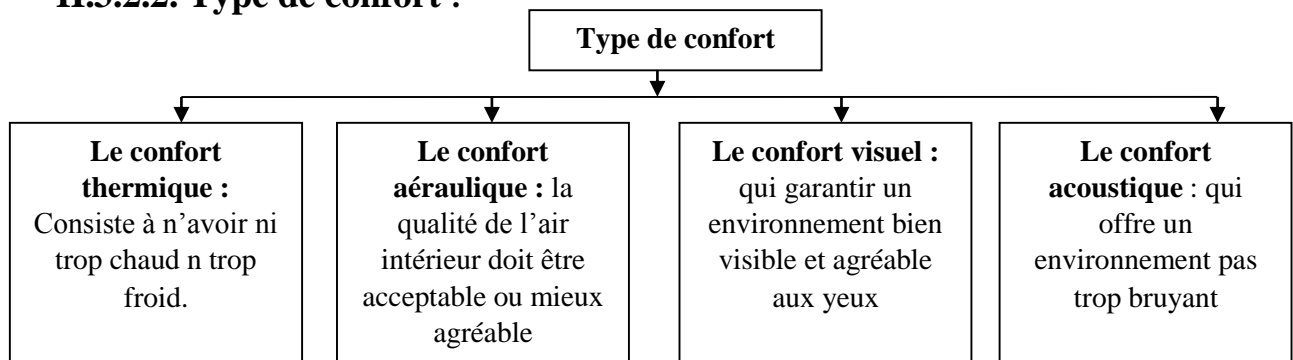 II.3.2.2. Type de confort :
Type de confort
Le confort
thermique :
Consiste à n’avoir ni
trop chaud n trop
froid.
Le confort
aéraulique : la
qualité de l’air
intérieur doit être
acceptable ou mieux
agréable
Le confort visuel :
qui garantir un
environnement bien
visible et agréable
aux yeux
Le confort
acoustique : qui
offre un
environnement pas
trop bruyant